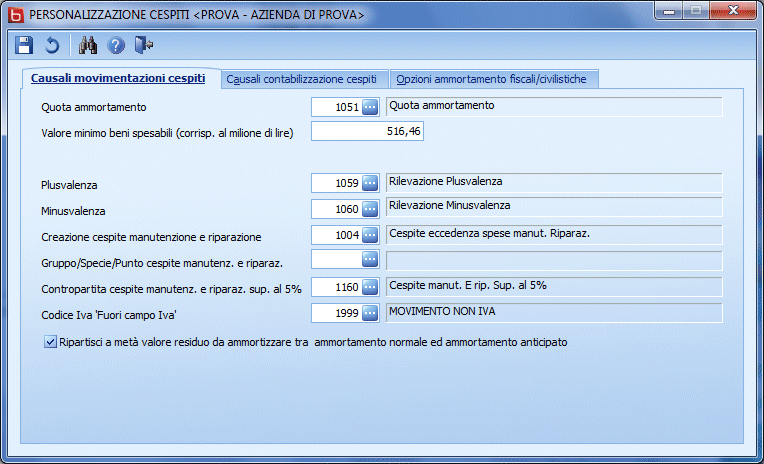 PERSONALIZZAZIONE CESPITI <PROVA - AZIENDA DI PROVA>
Causali movimentazioni cespiti Causali contabilizzazione cespiti Opzioni ammortamento fiscali/civilistiche
Quota ammortamento 1051 Quota ammortamento
Valore minimo beni spesabili (corrisp. al milione di lire) 516,46
Plusvalenza 1059 Rilevazione Plusvalenza
Minusvalenza 1060 Rilevazione Minusvalenza
Creazione cespite manutenzione e riparazione 1004 Cespite eccedenza spese manut. Riparaz.
Gruppo/Specie/Punto cespite manutenz. e riparaz.
Contropartita cespite manutenz. e riparaz. sup. al 5% 1160 Cespite manut. E rip. Sup. al 5%
Codice Iva 'Fuori campo Iva' 1999 MOVIMENTO NON IVA
Ripartisci a metà valore residuo da ammortizzare tra ammortamento normale ed ammortamento anticipato